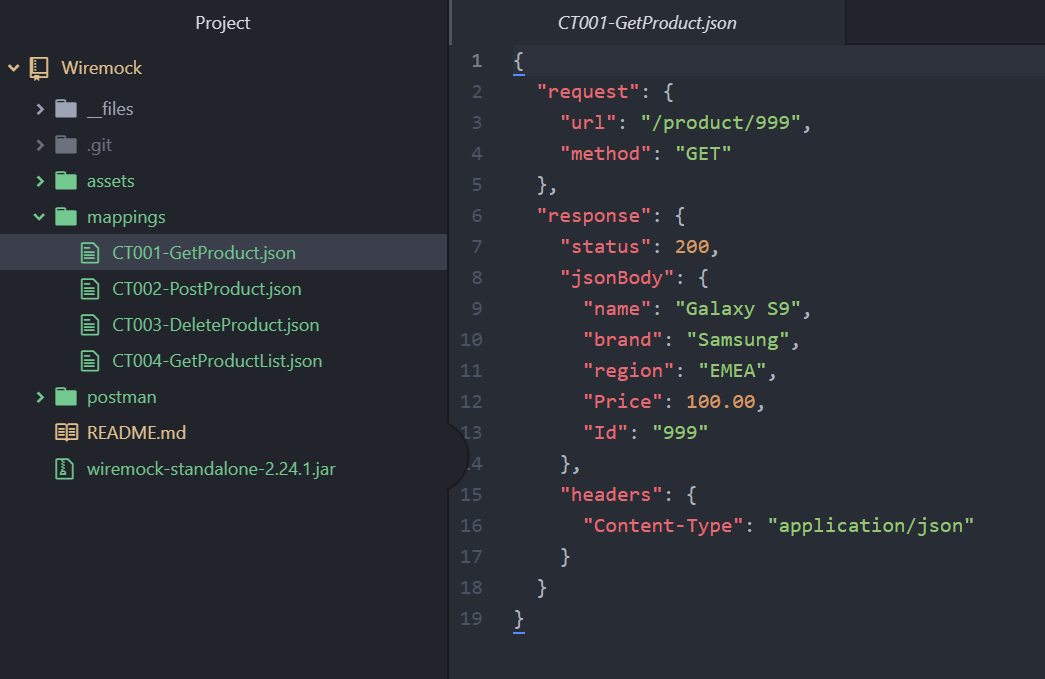 Project
Wiremock
__files
.git
assets
mappings
CT001-GetProduct.json
CT002-PostProduct.json
CT003-DeleteProduct.json
CT004-GetProductList.json
postman
README.md
wiremock-standalone-2.24.1.jar
CT001-GetProduct.json
1 {
2 "request": {
3 "url": "/product/999",
4 "method": "GET"
5 },
6 "response": {
7 "status": 200,
8 "jsonBody": {
9 "name": "Galaxy S9",
10 "brand": "Samsung",
11 "region": "EMEA",
12 "Price": 100.00,
13 "Id": "999"
14 },
15 "headers": {
16 "Content-Type": "application/json"
17 }
18 }
19 }